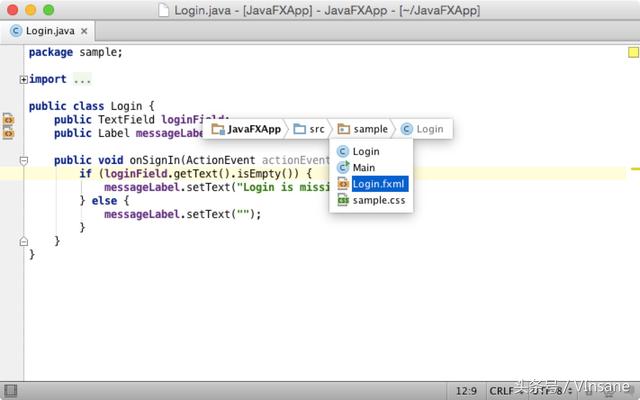 Login.java - [JavaFXApp] - JavaFXApp - [~/JavaFXApp]
Login.java
package sample;
import ...
public class Login {
public TextField loginField;
public Label messageLabel
JavaFXApp src sample Login
Login
Main
Login.fxml
sample.css
public void onSignIn(ActionEvent actionEvent
if (loginField.getText().isEmpty()) {
messageLabel.setText("Login is missi
} else {
messageLabel.setText("");
}
}
}
12:9 CRLF UTF-8
头条号 / VInsane